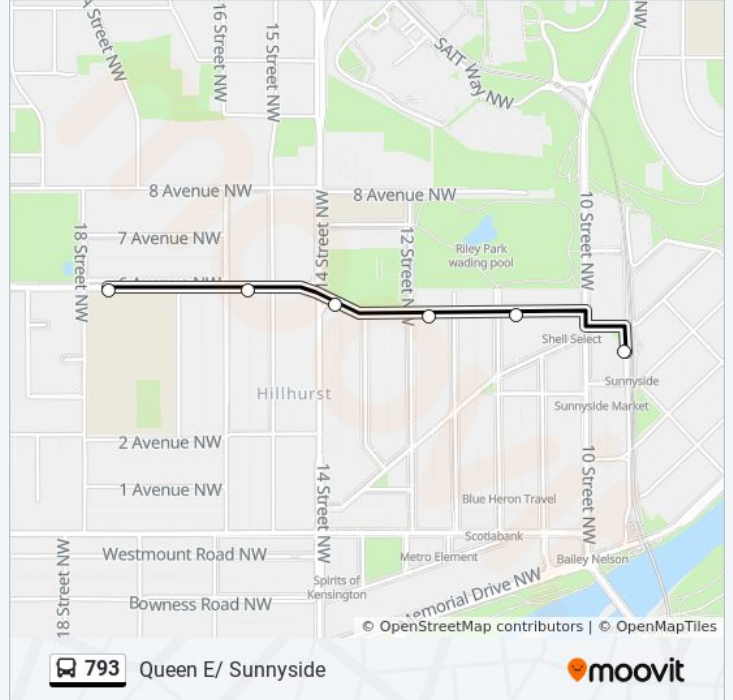 A Street NW
16 Street NW
15 Street NW
NW
SAIT Way NW
8 Avenue NW
8 Avenue NW
18 Street NW
7 Avenue NW
14 Street NW
12 Street NW
10 Street NW
Riley Park
wading pool
6 Avenue NW
Shell Select
Sunnyside
Sunnyside Market
Hillhurst
2 Avenue NW
1 Avenue NW
14 Street NW
10 Street NW
Blue Heron Travel
Scotiabank
Metro Element
Bailey Nelson
Westmount Road NW
18 Street NW
Spirits of
Kensington
Memorial Drive NW
Bowness Road NW
© OpenStreetMap contributors | © OpenMapTiles
793 Queen E/ Sunnyside
moovit